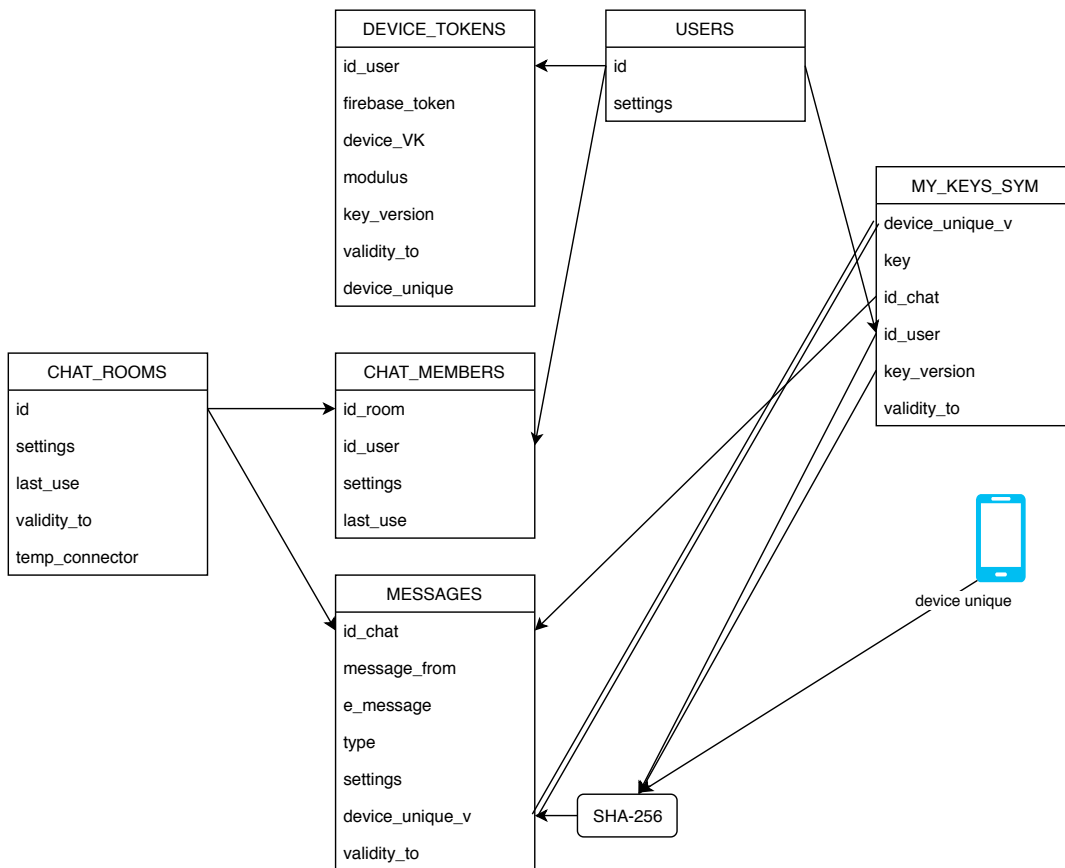 DEVICE_TOKENS
id_user
firebase_token
device_VK
modulus
key_version
validity_to
device_unique
USERS
id
settings
MY_KEYS_SYM
device_unique_v
key
id_chat
id_user
key_version
validity_to
CHAT_ROOMS
id
settings
last_use
validity_to
temp_connector
CHAT_MEMBERS
id_room
id_user
settings
last_use
device unique
MESSAGES
id_chat
message_from
e_message
type
settings
device_unique_v
validity_to
SHA-256